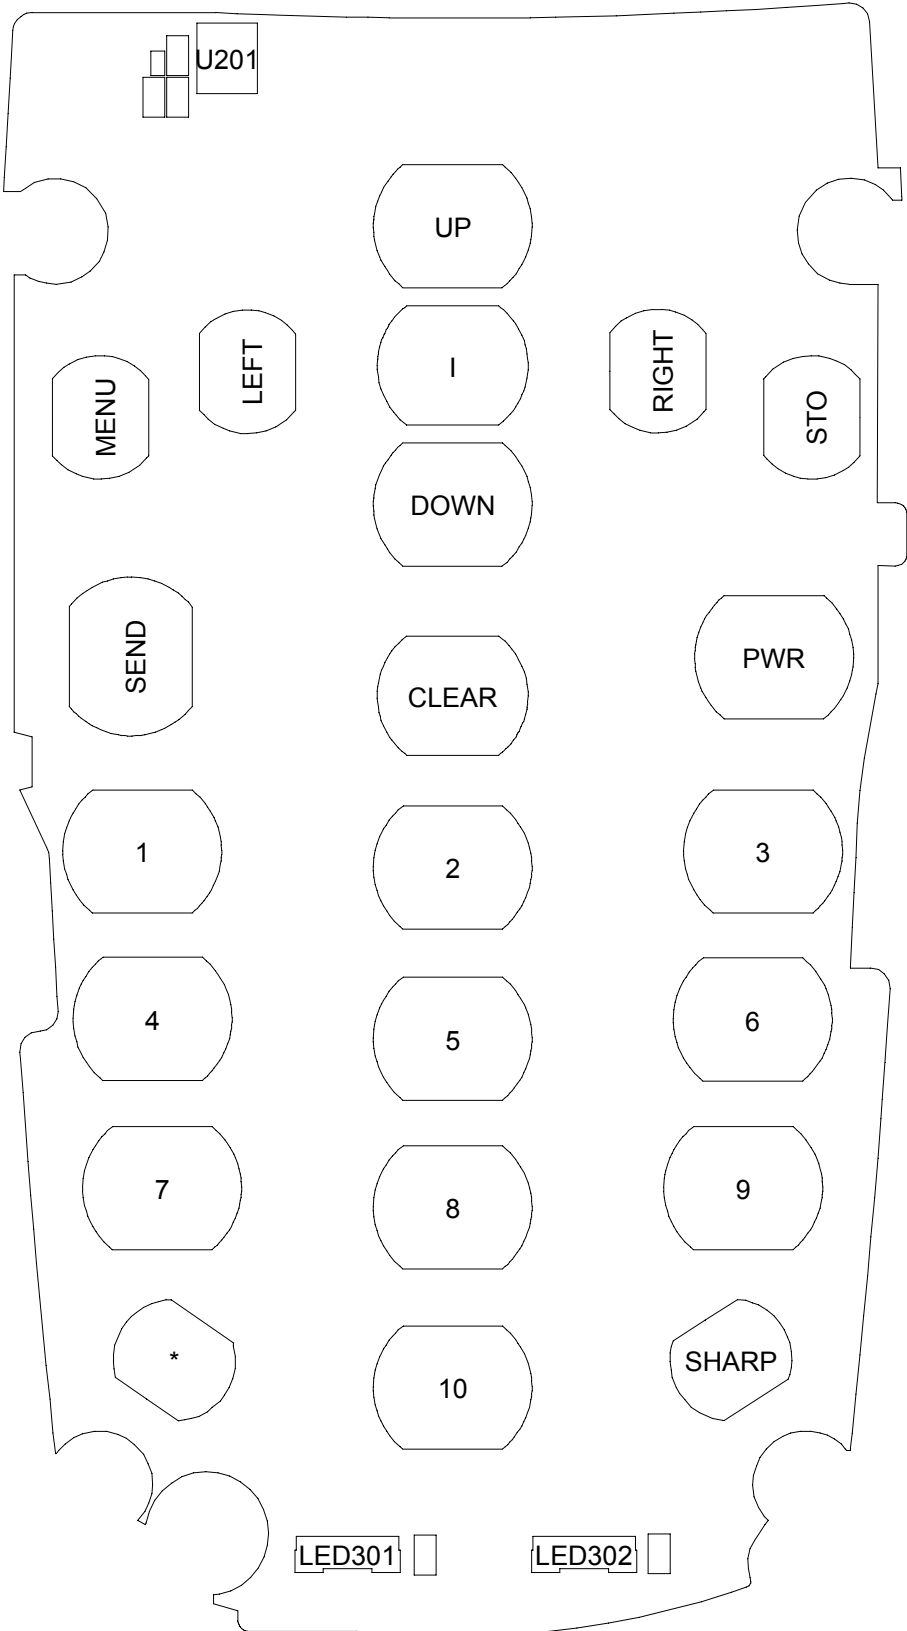 U201
UP
LEFT
I
RIGHT
MENU
STO
DOWN
SEND
CLEAR
PWR
1
2
3
4
5
6
7
8
9
*
10
SHARP
LED301
LED302